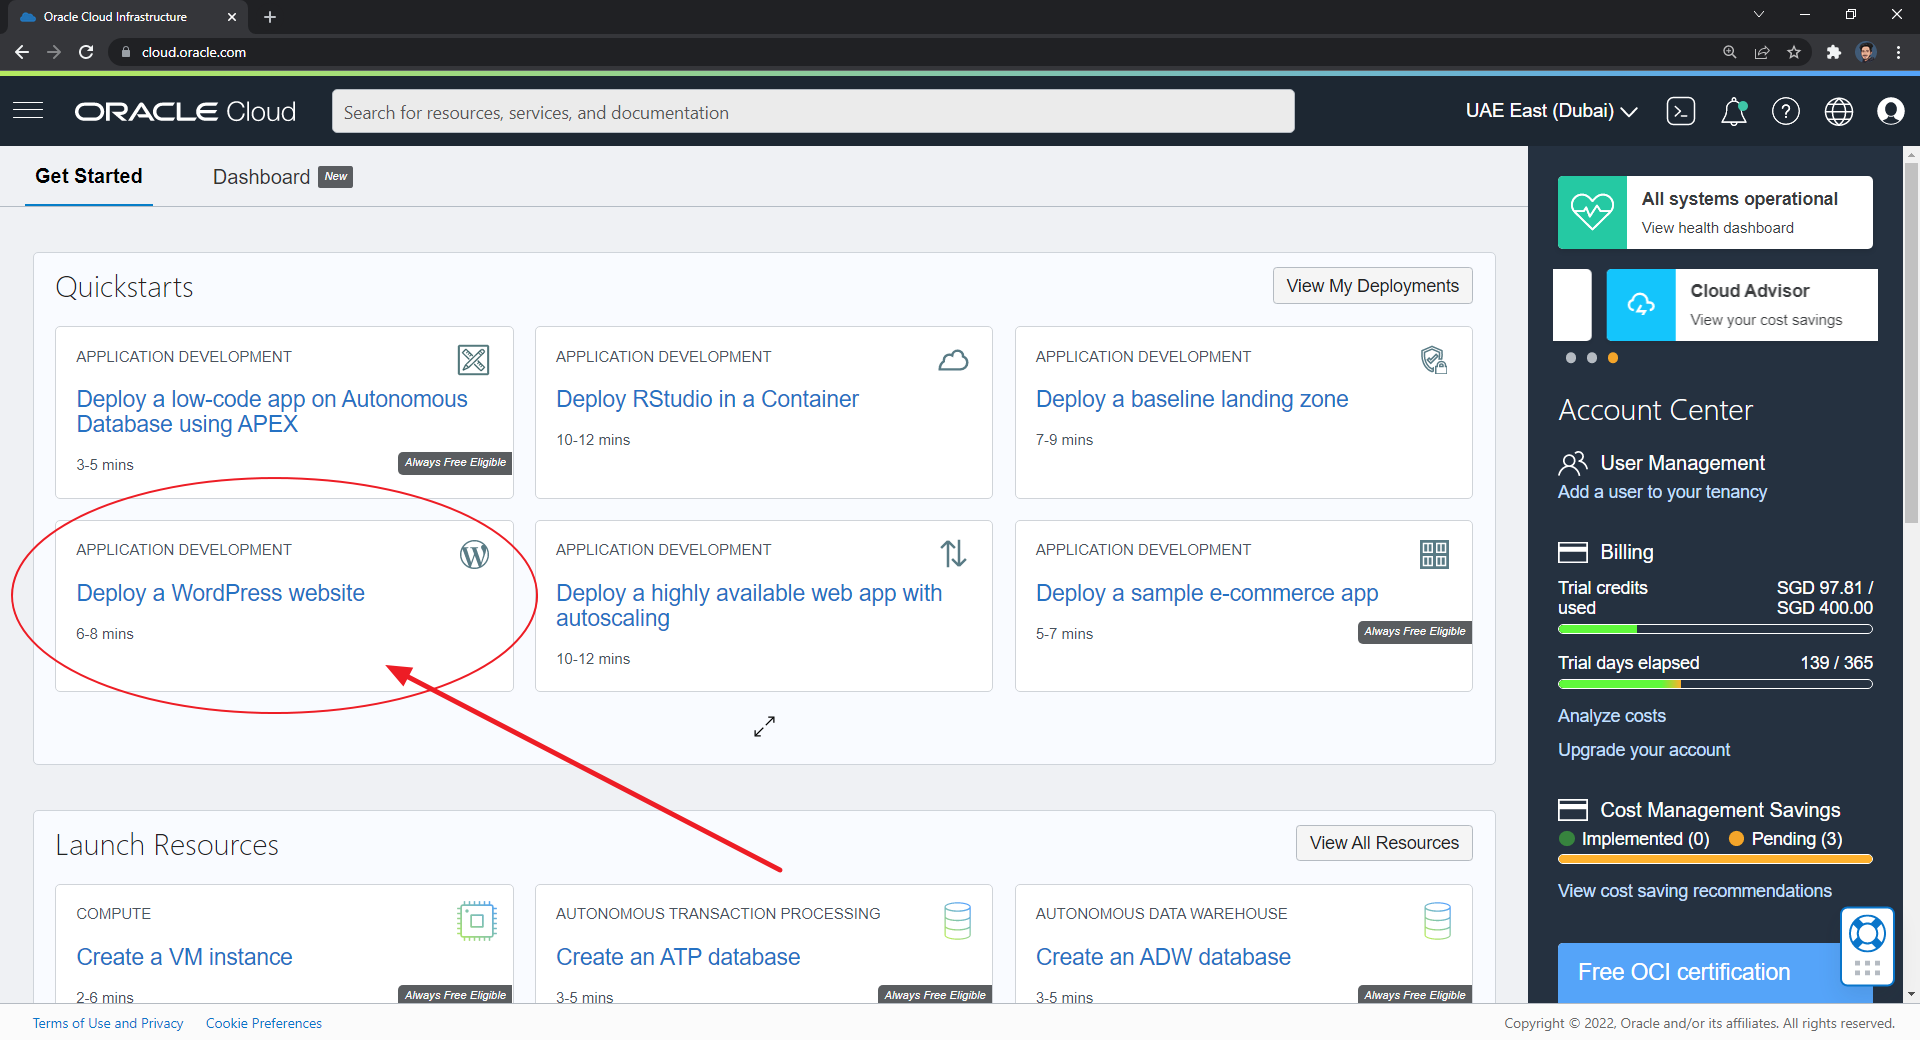 Oracle Cloud Infrastructure
cloud.oracle.com
ORACLE Cloud
Search for resources, services, and documentation
UAE East (Dubai)
Get Started
Dashboard New
Quickstarts
View My Deployments
APPLICATION DEVELOPMENT
Deploy a low-code app on Autonomous
Database using APEX
3-5 mins
Always Free Eligible
APPLICATION DEVELOPMENT
Deploy RStudio in a Container
10-12 mins
APPLICATION DEVELOPMENT
Deploy a baseline landing zone
7-9 mins
APPLICATION DEVELOPMENT
Deploy a WordPress website
6-8 mins
APPLICATION DEVELOPMENT
Deploy a highly available web app with
autoscaling
10-12 mins
APPLICATION DEVELOPMENT
Deploy a sample e-commerce app
5-7 mins
Always Free Eligible
Launch Resources
View All Resources
COMPUTE
Create a VM instance
2-6 mins
Always Free Eligible
AUTONOMOUS TRANSACTION PROCESSING
Create an ATP database
3-5 mins
Always Free Eligible
AUTONOMOUS DATA WAREHOUSE
Create an ADW database
3-5 mins
Always Free Eligible
All systems operational
View health dashboard
Cloud Advisor
View your cost savings
Account Center
User Management
Add a user to your tenancy
Billing
Trial credits used SGD 97.81 / SGD 400.00
Trial days elapsed 139 / 365
Analyze costs
Upgrade your account
Cost Management Savings
Implemented (0) Pending (3)
View cost saving recommendations
Free OCI certification
Terms of Use and Privacy Cookie Preferences
Copyright © 2022, Oracle and/or its affiliates. All rights reserved.